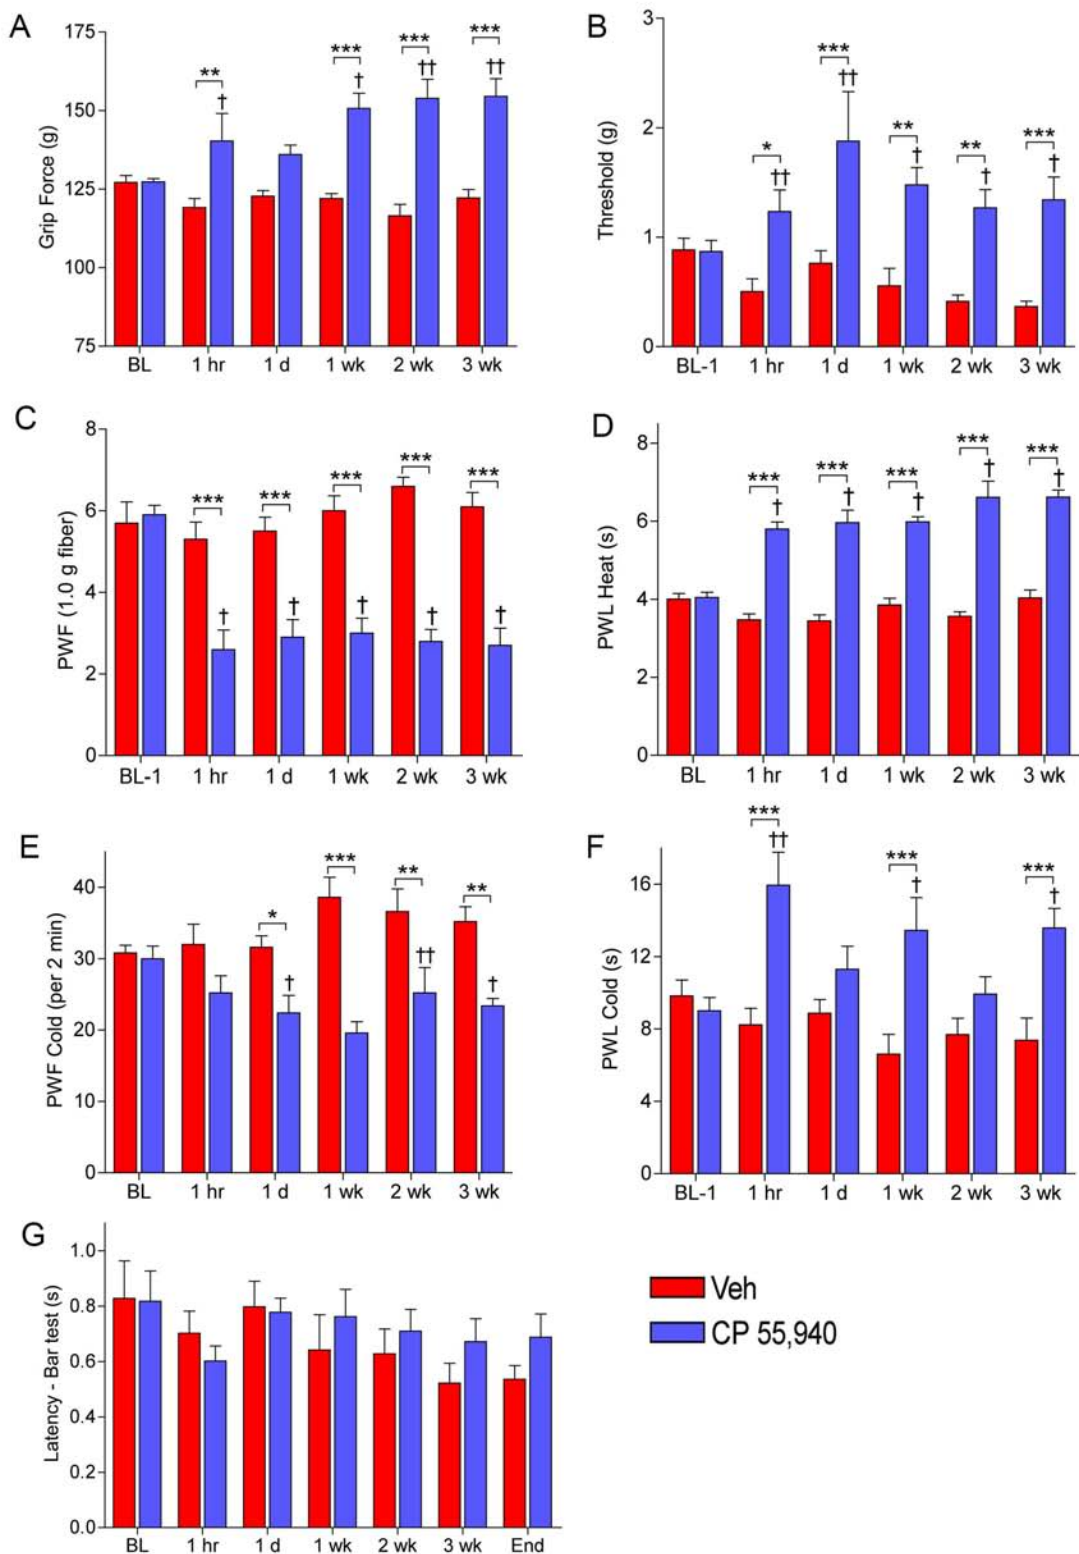 A
Grip Force (g)
175
150
125
100
75
** *** *** ***
† † †† ††
BL 1 hr 1 d 1 wk 2 wk 3 wk
B
Threshold (g)
3
2
1
0
* *** ** ** ***
†† †† † † †
BL-1 1 hr 1 d 1 wk 2 wk 3 wk
C
PWF (1.0 g fiber)
8
6
4
2
0
*** *** *** *** ***
† † † † †
BL-1 1 hr 1 d 1 wk 2 wk 3 wk
D
PWL Heat (s)
8
6
4
2
0
*** *** *** *** ***
† † † † †
BL 1 hr 1 d 1 wk 2 wk 3 wk
E
PWF Cold (per 2 min)
40
30
20
10
0
* *** ** **
† †† †
BL 1 hr 1 d 1 wk 2 wk 3 wk
F
PWL Cold (s)
16
12
8
4
0
*** *** ***
†† † †
BL-1 1 hr 1 d 1 wk 2 wk 3 wk
G
Latency - Bar test (s)
1.0
0.8
0.6
0.4
0.2
0.0
BL 1 hr 1 d 1 wk 2 wk 3 wk End
Veh
CP 55,940